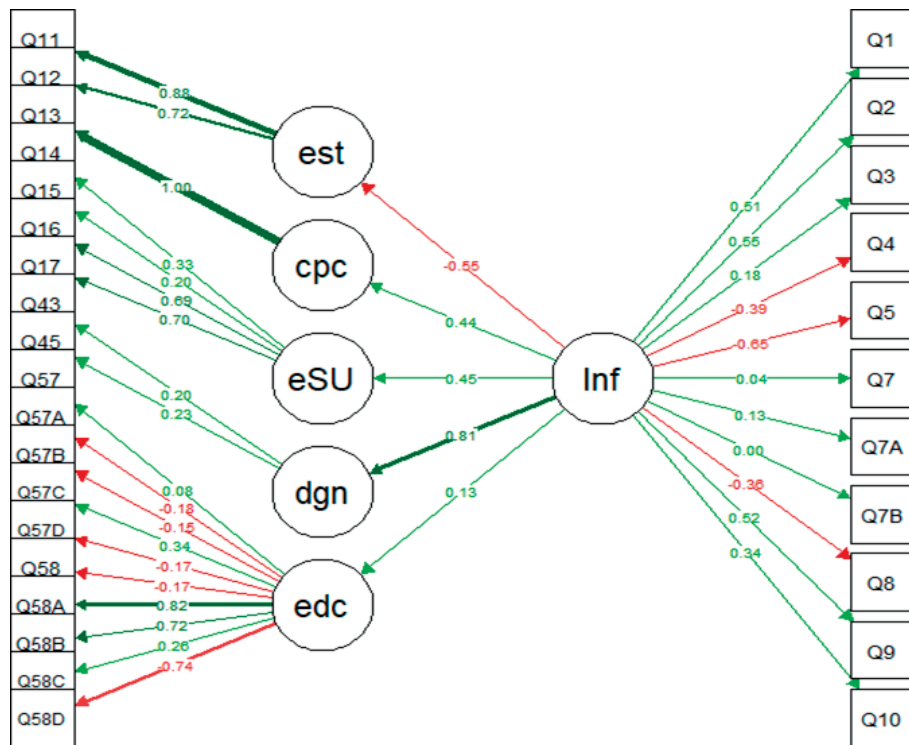 Q11
Q12
Q13
Q14
Q15
Q16
Q17
Q43
Q45
Q57
Q57A
Q57B
Q57C
Q57D
Q58
Q58A
Q58B
Q58C
Q58D
0.88
0.72
1.00
0.33
0.20
0.69
0.70
0.20
0.23
0.08
-0.18
-0.15
0.34
-0.17
-0.17
0.82
0.72
0.26
-0.74
est
cpc
eSU
dgn
edc
-0.55
0.44
0.45
0.81
0.13
Inf
0.51
0.55
0.18
-0.39
-0.65
0.04
0.13
0.00
-0.36
0.52
0.34
Q1
Q2
Q3
Q4
Q5
Q7
Q7A
Q7B
Q8
Q9
Q10